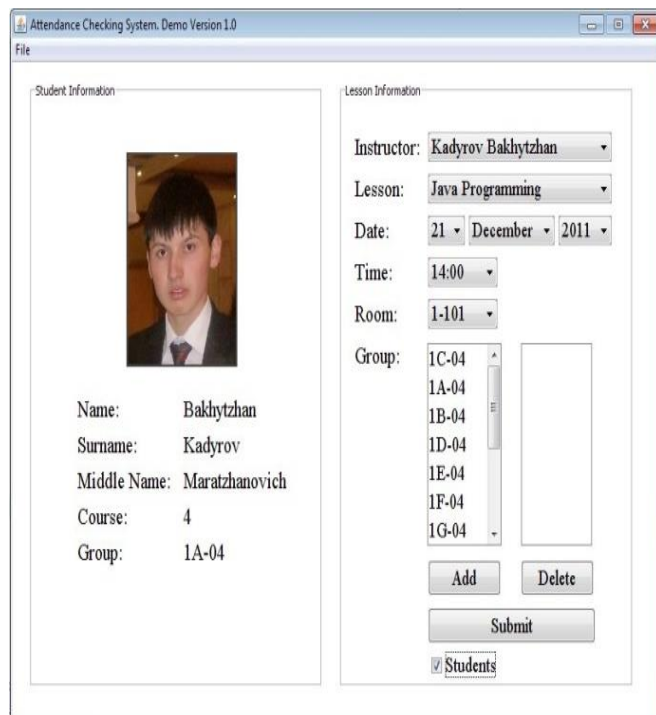 Attendance Checking System. Demo Version 1.0
File
Student Information
Name: Bakhytzhan
Surname: Kadyrov
Middle Name: Maratzhanovich
Course: 4
Group: 1A-04
Lesson Information
Instructor: Kadyrov Bakhytzhan
Lesson: Java Programming
Date: 21 December 2011
Time: 14:00
Room: 1-101
Group:
1C-04
1A-04
1B-04
1D-04
1E-04
1F-04
1G-04
Add Delete
Submit
Students